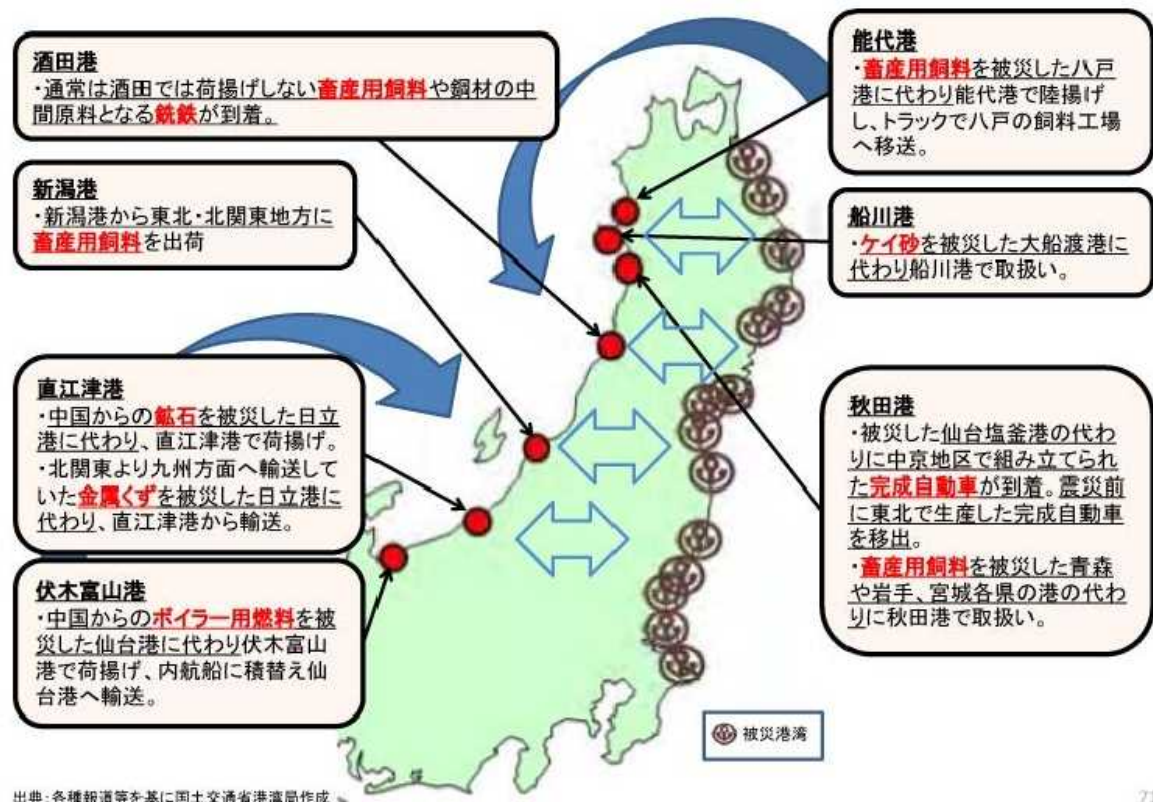 酒田港
・通常は酒田では荷揚げしない畜産用飼料や鋼材の中
間原料となる銑鉄が到着。
新潟港
・新潟港から東北・北関東地方に
畜産用飼料を出荷
直江津港
・中国からの鉱石を被災した日立
港に代わり、直江津港で荷揚げ。
・北関東より九州方面へ輸送して
いた金属くずを被災した日立港に
代わり、直江津港から輸送。
伏木富山港
・中国からのボイラー用燃料を被
災した仙台港に代わり伏木富山
港で荷揚げ、内航船に積替え仙
台港へ輸送。
能代港
・畜産用飼料を被災した八戸
港に代わり能代港で陸揚げ
し、トラックで八戸の飼料工場
へ移送。
船川港
・ケイ砂を被災した大船渡港に
代わり船川港で取扱い。
秋田港
・被災した仙台塩釜港の代わ
りに中京地区で組み立てられ
た完成自動車が到着。震災前
に東北で生産した完成自動車
を移出。
・畜産用飼料を被災した青森
や岩手、宮城各県の港の代わ
りに秋田港で取扱い。
被災港湾
出典：各種報道等を基に国土交通省港湾局作成